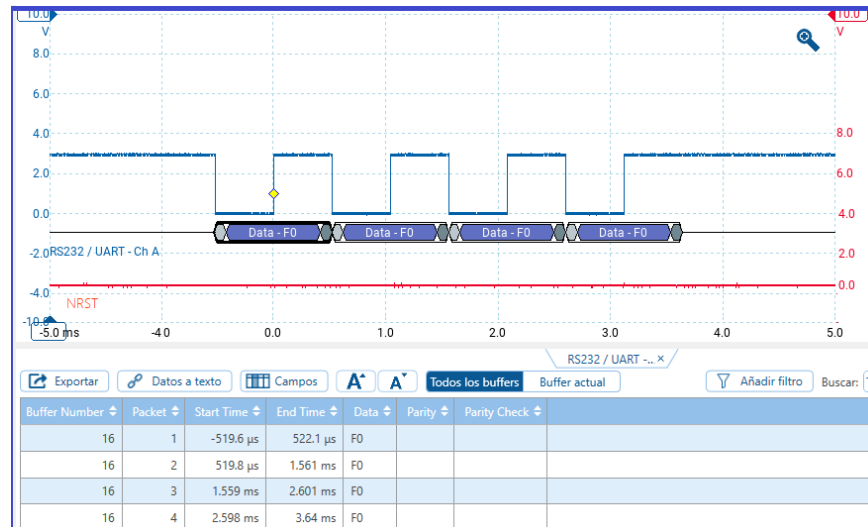 10.0 10.0
V V
8.0
6.0
4.0 8.0
2.0 6.0
0.0 4.0
Data - F0 Data - F0 Data - F0 Data - F0
-2.0 RS232 / UART - Ch A 2.0
-4.0 0.0
NRST
-5.0 ms -40 0.0 1.0 2.0 3.0 4.0 5.0
RS232 / UART -... ×
Exportar Datos a texto Campos A A Todos los buffers Buffer actual Añadir filtro Buscar:
Buffer Number Packet Start Time End Time Data Parity Parity Check
16 1 -519.6 µs 522.1 µs F0
16 2 519.8 µs 1.561 ms F0
16 3 1.559 ms 2.601 ms F0
16 4 2.598 ms 3.64 ms F0